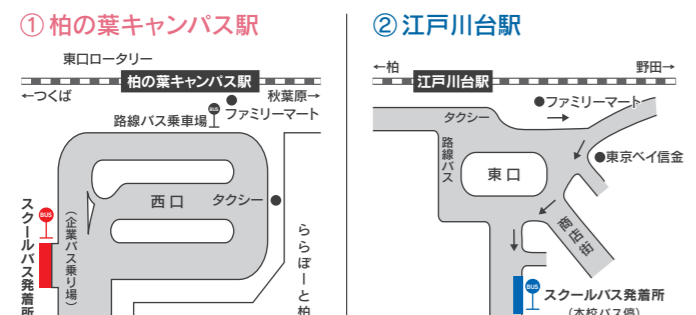 ① 柏の葉キャンパス駅
東口ロータリー
柏の葉キャンパス駅
←つくば
秋葉原→
BUS
ファミリーマート
路線バス乗車場
西口
タクシー
BUS
スクールバス発着所
（企業バス乗り場）
ららぽーと柏
② 江戸川台駅
←柏
野田→
江戸川台駅
ファミリーマート
タクシー
路線バス
東京ベイ信金
東口
商店街
BUS
スクールバス発着所
（本校バス停）